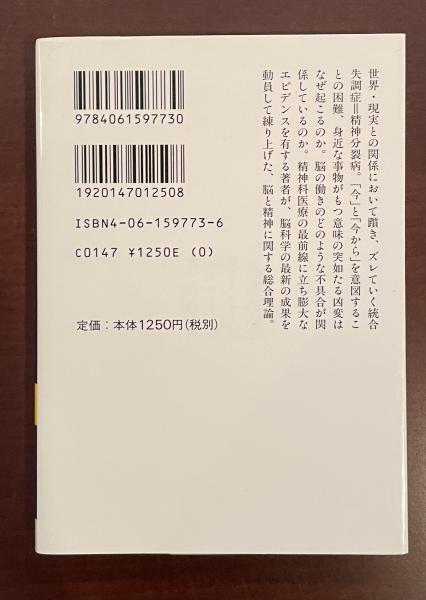 世界・現実との関係において躓き、ズレていく統合
失調症＝精神分裂病。「今」と「今から」を意図するこ
との困難、身近な事物がもつ意味の突如たる凶変は
なぜ起こるのか。脳の働きのどのような不具合が関
係しているのか。精神科医療の最前線に立ち膨大な
エビデンスを有する著者が、脳科学の最新の成果を
動員して練り上げた、脳と精神に関する総合理論。
9784061597730
1920147012508
ISBN4-06-159773-6
C0147 ¥1250E (0)
定価：本体1250円(税別)